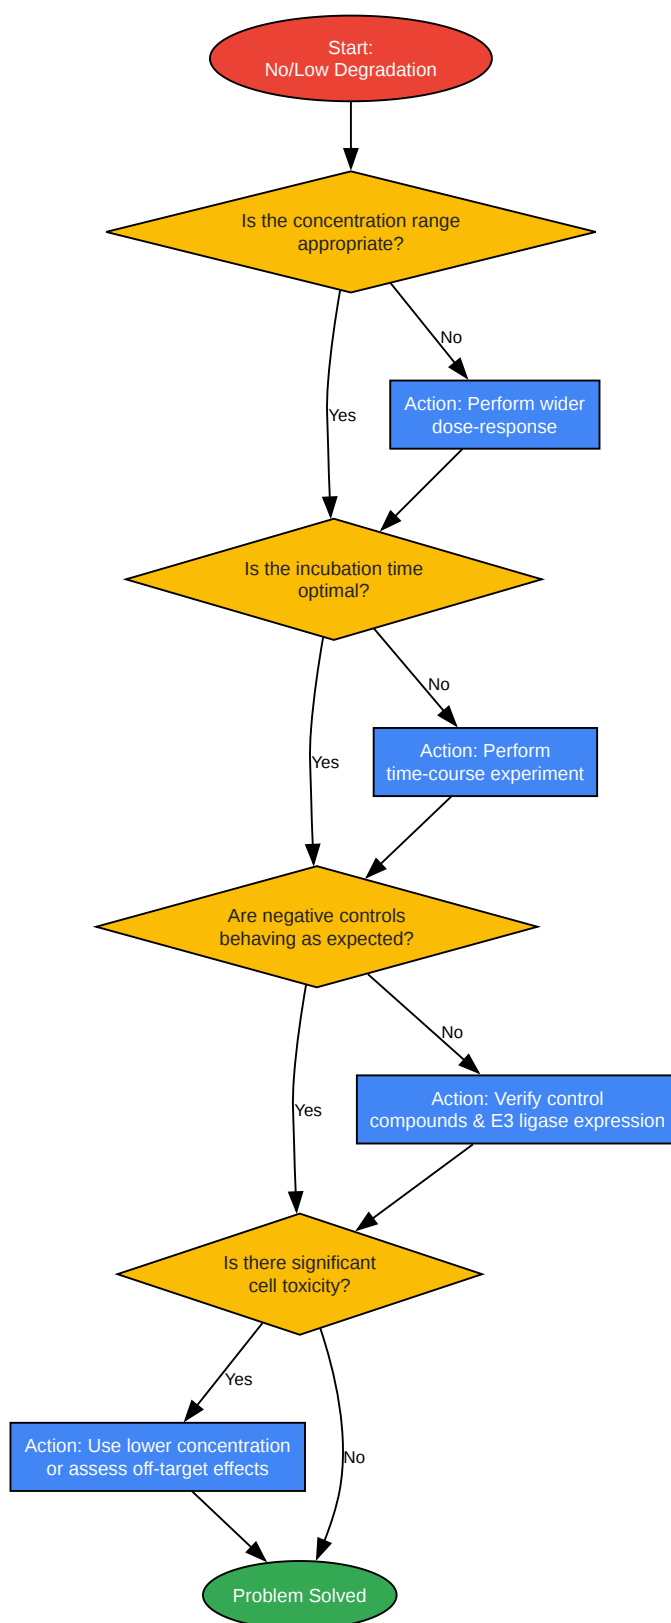 Start:
No/Low Degradation
Is the concentration range
appropriate?
No
Action: Perform wider
dose-response
Yes
Is the incubation time
optimal?
No
Action: Perform
time-course experiment
Yes
Are negative controls
behaving as expected?
No
Action: Verify control
compounds & E3 ligase expression
Yes
Is there significant
cell toxicity?
Yes
Action: Use lower concentration
or assess off-target effects
No
Problem Solved